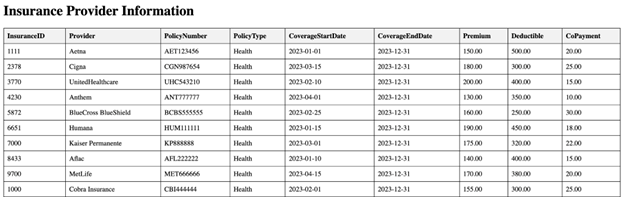 Insurance Provider Information
InsuranceID Provider PolicyNumber PolicyType CoverageStartDate CoverageEndDate Premium Deductible CoPayment
1111 Aetna AET123456 Health 2023-01-01 2023-12-31 150.00 500.00 20.00
2378 Cigna CGN987654 Health 2023-03-15 2023-12-31 180.00 300.00 25.00
3770 UnitedHealthcare UHC543210 Health 2023-02-10 2023-12-31 200.00 400.00 15.00
4230 Anthem ANT777777 Health 2023-04-01 2023-12-31 130.00 350.00 10.00
5872 BlueCross BlueShield BCBS555555 Health 2023-02-25 2023-12-31 160.00 250.00 30.00
6651 Humana HUM111111 Health 2023-01-15 2023-12-31 190.00 450.00 18.00
7000 Kaiser Permanente KP888888 Health 2023-03-01 2023-12-31 175.00 320.00 22.00
8433 Aflac AFL222222 Health 2023-01-10 2023-12-31 140.00 400.00 15.00
9700 MetLife MET666666 Health 2023-04-15 2023-12-31 170.00 380.00 20.00
1000 Cobra Insurance CBI444444 Health 2023-02-01 2023-12-31 155.00 300.00 25.00